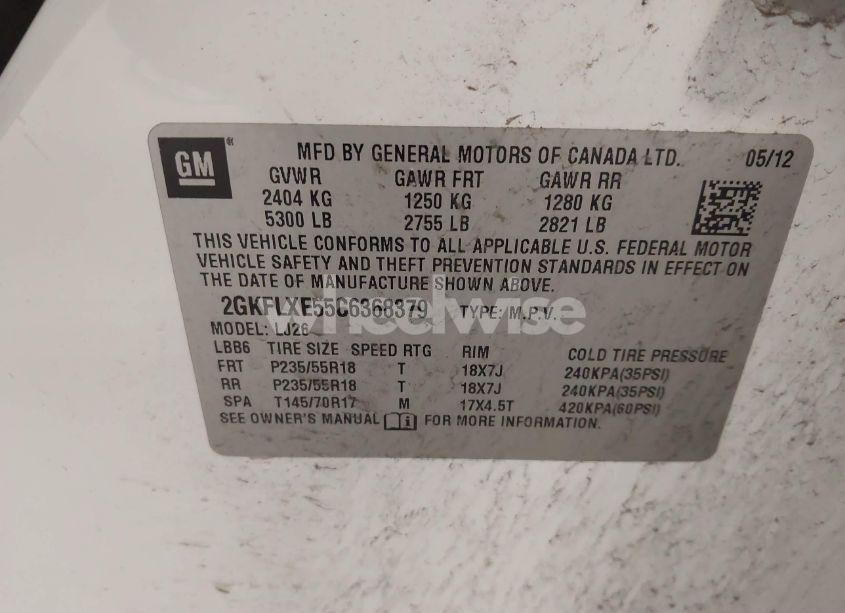 GM ® MFD BY GENERAL MOTORS OF CANADA LTD. 05/12
GVWR GAWR FRT GAWR RR
2404 KG 1250 KG 1280 KG
5300 LB 2755 LB 2821 LB
THIS VEHICLE CONFORMS TO ALL APPLICABLE U.S. FEDERAL MOTOR
VEHICLE SAFETY AND THEFT PREVENTION STANDARDS IN EFFECT ON
THE DATE OF MANUFACTURE SHOWN ABOVE.
2GKFLXE55C6368379 TYPE: M.P.V.
wheelwise
MODEL: LJ26
LBB6 TIRE SIZE SPEED RTG RIM COLD TIRE PRESSURE
FRT P235/55R18 T 18X7J 240KPA(35PSI)
RR P235/55R18 T 18X7J 240KPA(35PSI)
SPA T145/70R17 M 17X4.5T 420KPA(60PSI)
SEE OWNER'S MANUAL FOR MORE INFORMATION.